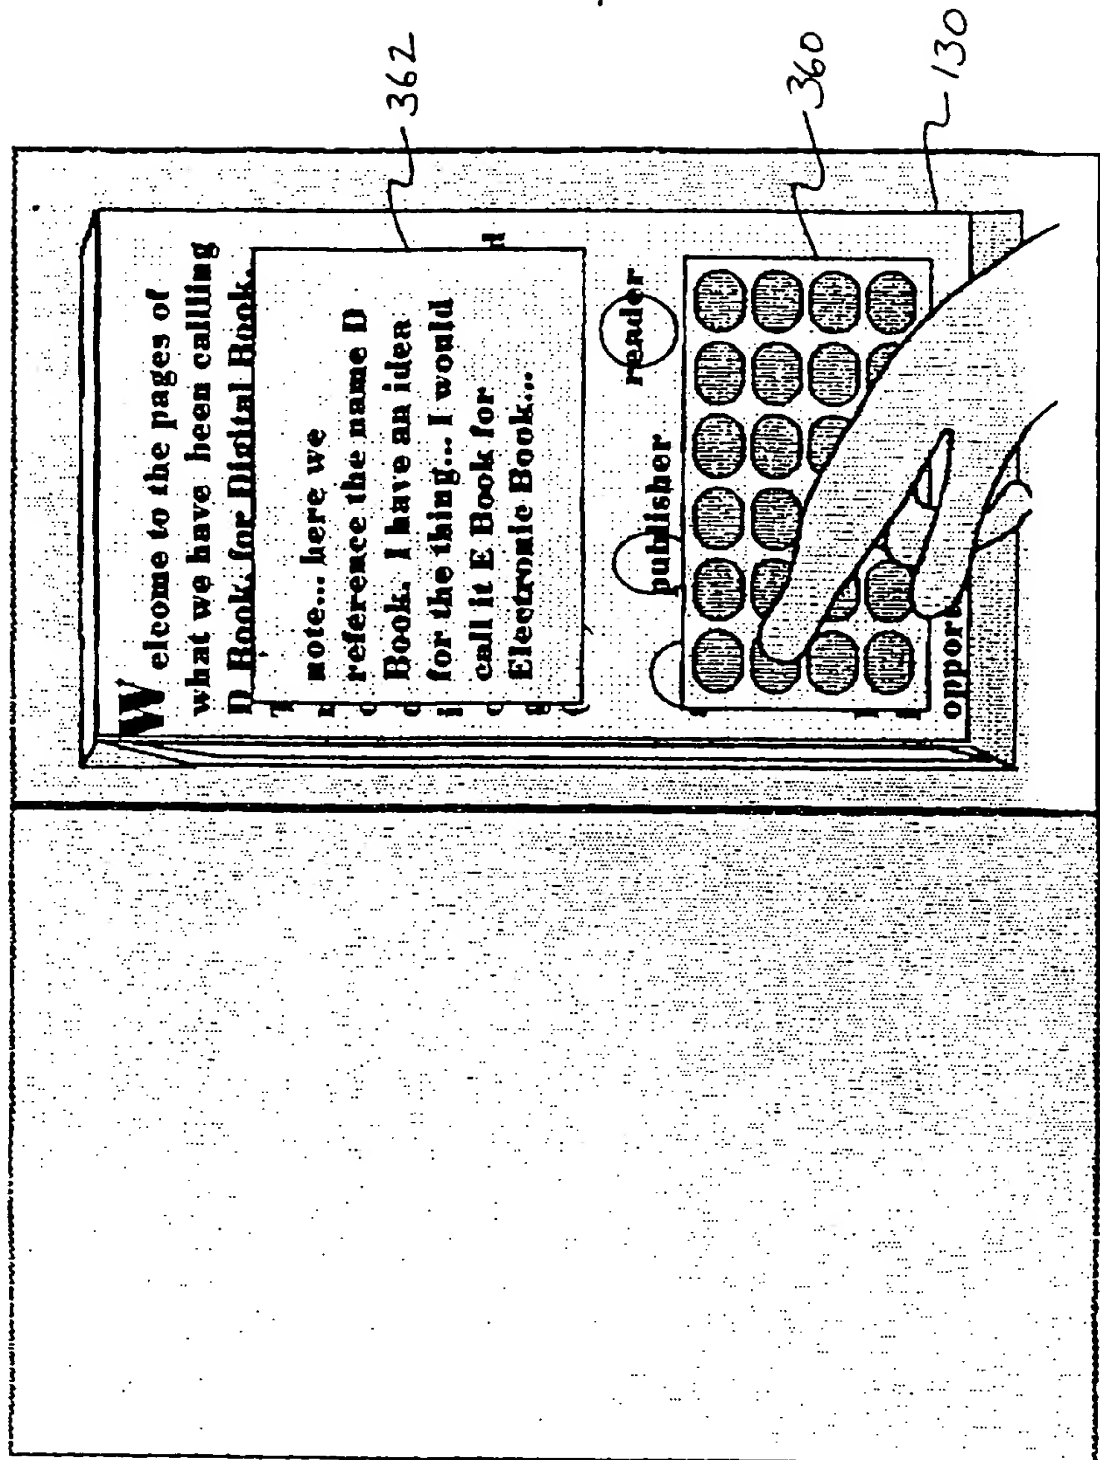 Welcome to the pages of
what we have been callling
D Book, for Digital Book.
note... here we
reference the name D
Book. I have an idea
for the thing... I would
call it E Book for
Electronic Book...
publisher
reader
oppor
362
360
130